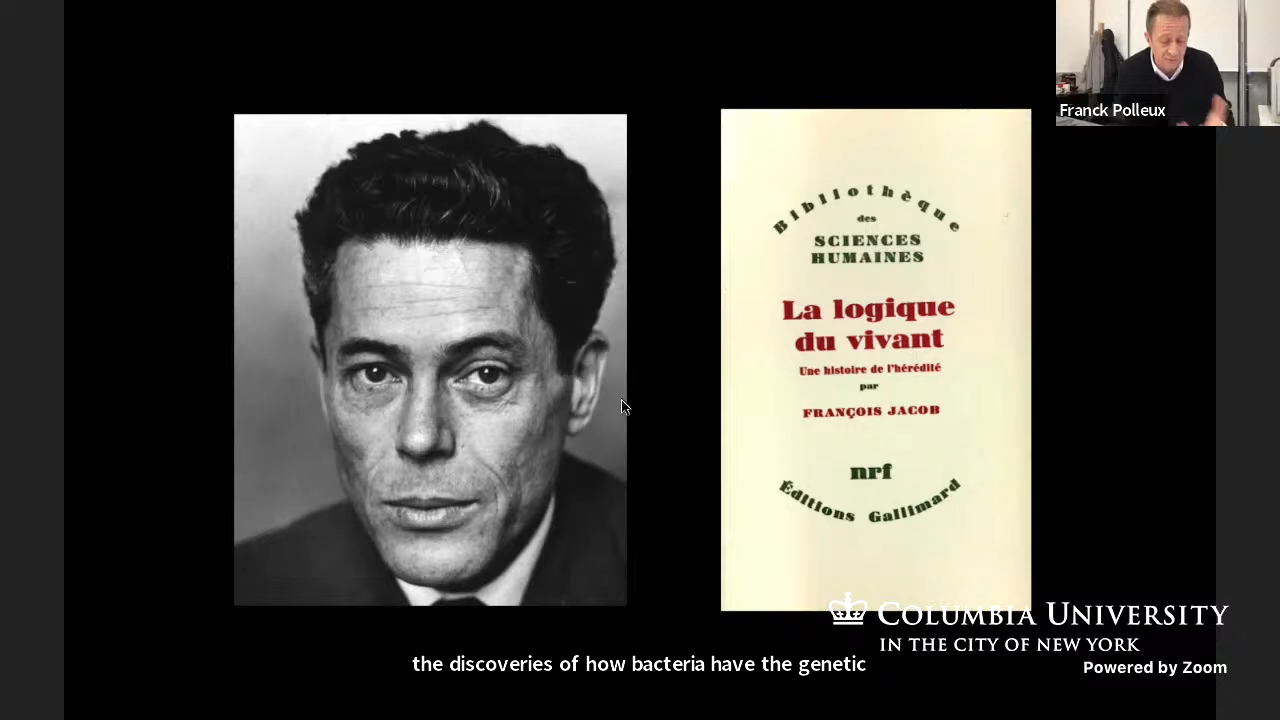 Franck Polleux
Bibliothèque
des
SCIENCES
HUMAINES
La logique
du vivant
Une histoire de l'hérédité
par
FRANÇOIS JACOB
nrf
Éditions Gallimard
COLUMBIA UNIVERSITY
IN THE CITY OF NEW YORK
the discoveries of how bacteria have the genetic
Powered by Zoom